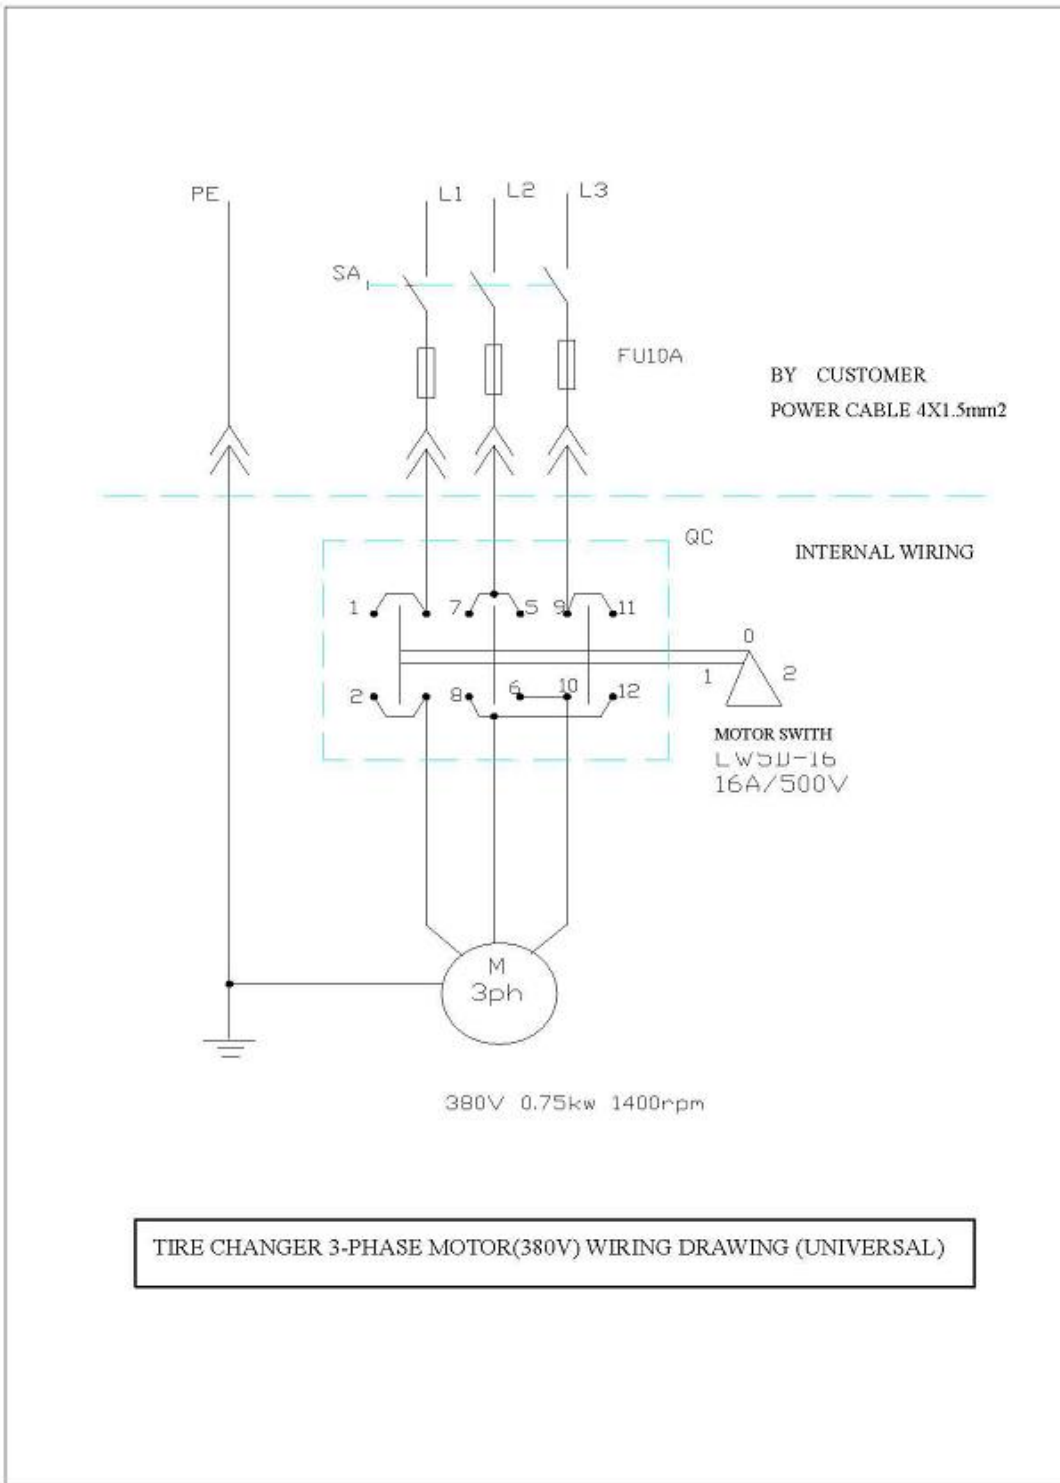 PE
L1
L2
L3
SA
FU10A
BY CUSTOMER
POWER CABLE 4X1.5mm2
QC
INTERNAL WIRING
1
7
5
9
11
0
1
2
2
8
6
10
12
MOTOR SWITH
LW5D-16
16A/500V
M
3ph
380V 0.75kw 1400rpm
TIRE CHANGER 3-PHASE MOTOR(380V) WIRING DRAWING (UNIVERSAL)